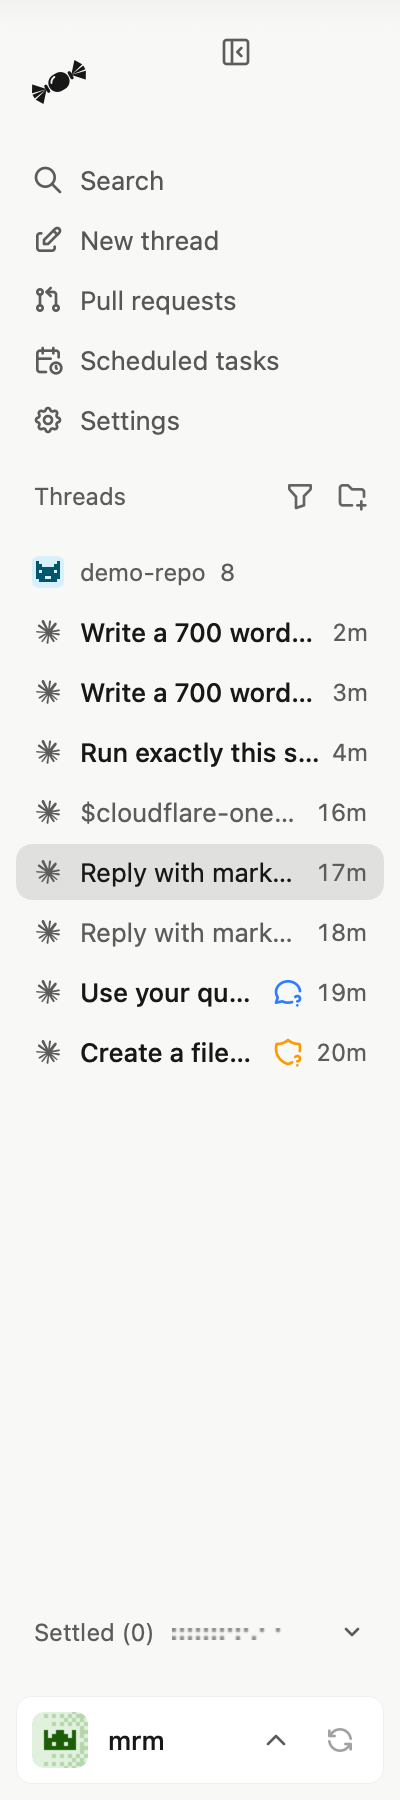 Search
New thread
Pull requests
Scheduled tasks
Settings
Threads
demo-repo 8
Write a 700 word... 2m
Write a 700 word... 3m
Run exactly this s... 4m
$cloudflare-one... 16m
Reply with mark... 17m
Reply with mark... 18m
Use your qu... 19m
Create a file... 20m
Settled (0)
mrm